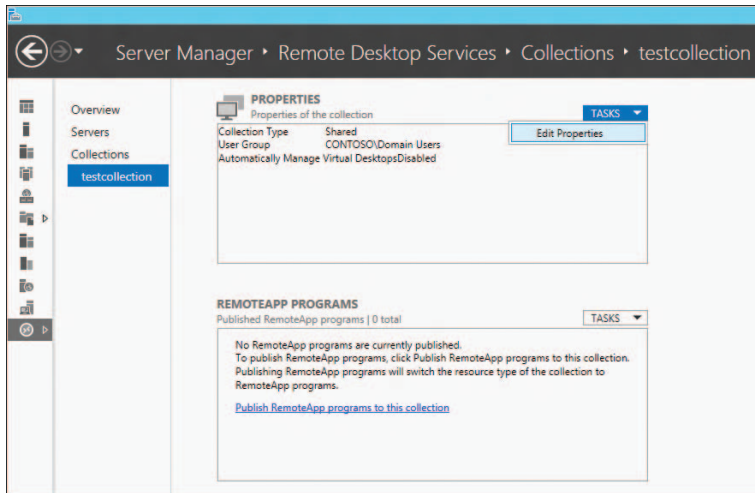 Server Manager ‣ Remote Desktop Services ‣ Collections ‣ testcollection
Overview
Servers
Collections
testcollection
PROPERTIES
Properties of the collection
TASKS
Edit Properties
Collection Type Shared
User Group CONTOSO\Domain Users
Automatically Manage Virtual DesktopsDisabled
REMOTEAPP PROGRAMS
Published RemoteApp programs | 0 total
TASKS
No RemoteApp programs are currently published.
To publish RemoteApp programs, click Publish RemoteApp programs to this collection.
Publishing RemoteApp programs will switch the resource type of the collection to
RemoteApp programs.
Publish RemoteApp programs to this collection